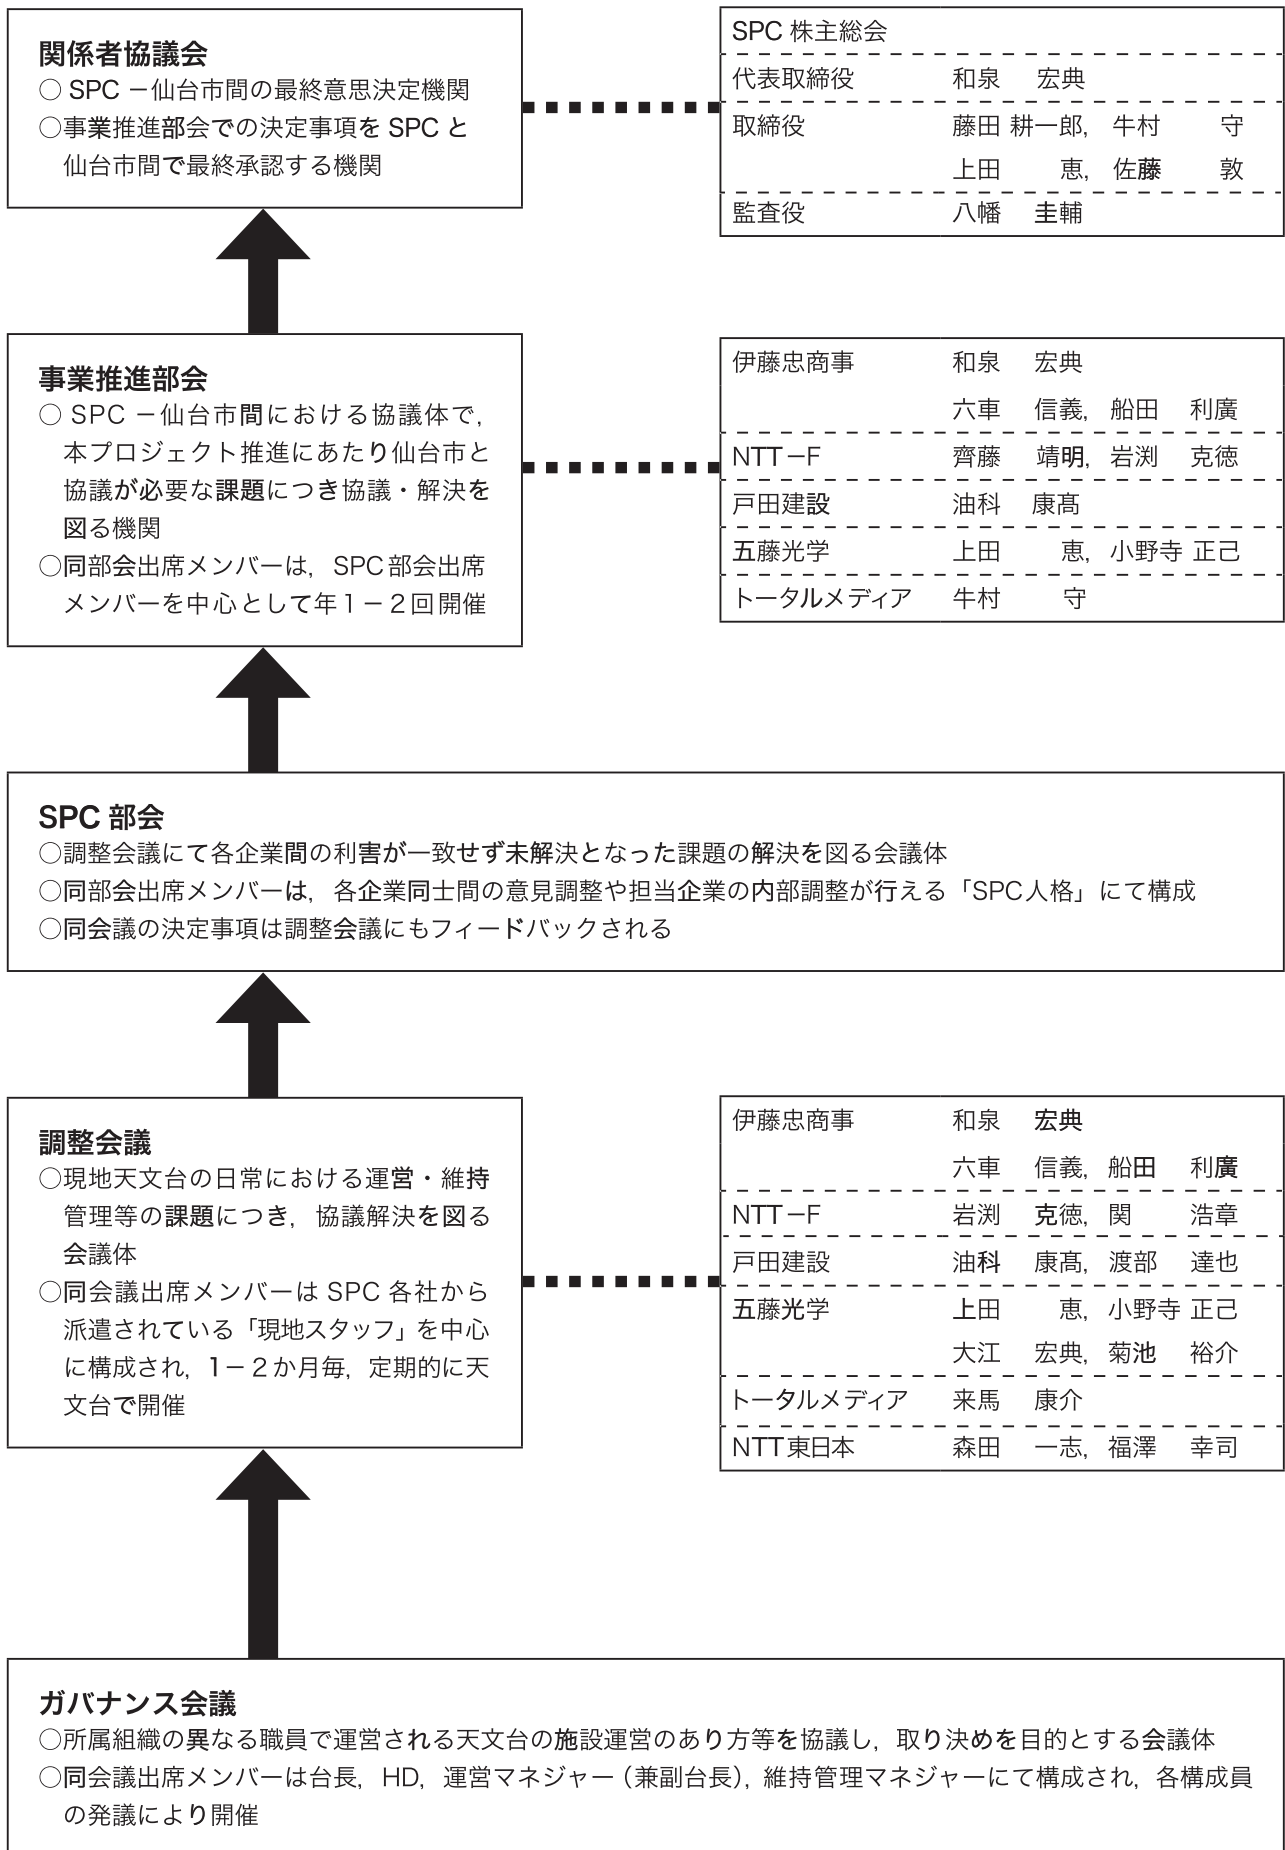 関係者協議会
○ SPC －仙台市間の最終意思決定機関
○事業推進部会での決定事項を SPC と
仙台市間で最終承認する機関
SPC 株主総会
代表取締役 和泉 宏典
取締役 藤田 耕一郎, 牛村 守
上田 恵, 佐藤 敦
監査役 八幡 圭輔
事業推進部会
○ SPC －仙台市間における協議体で,
本プロジェクト推進にあたり仙台市と
協議が必要な課題につき協議・解決を
図る機関
○同部会出席メンバーは, SPC部会出席
メンバーを中心として年１－２回開催
伊藤忠商事 和泉 宏典
六車 信義, 船田 利廣
NTT－F 齊藤 靖明, 岩渕 克徳
戸田建設 油科 康髙
五藤光学 上田 恵, 小野寺 正己
トータルメディア 牛村 守
SPC 部会
○調整会議にて各企業間の利害が一致せず未解決となった課題の解決を図る会議体
○同部会出席メンバーは, 各企業同士間の意見調整や担当企業の内部調整が行える「SPC人格」にて構成
○同会議の決定事項は調整会議にもフィードバックされる
調整会議
○現地天文台の日常における運営・維持
管理等の課題につき, 協議解決を図る
会議体
○同会議出席メンバーは SPC 各社から
派遣されている「現地スタッフ」を中心
に構成され, 1－２か月毎, 定期的に天
文台で開催
伊藤忠商事 和泉 宏典
六車 信義, 船田 利廣
NTT－F 岩渕 克徳, 関 浩章
戸田建設 油科 康髙, 渡部 達也
五藤光学 上田 恵, 小野寺 正己
大江 宏典, 菊池 裕介
トータルメディア 来馬 康介
NTT東日本 森田 一志, 福澤 幸司
ガバナンス会議
○所属組織の異なる職員で運営される天文台の施設運営のあり方等を協議し, 取り決めを目的とする会議体
○同会議出席メンバーは台長, HD, 運営マネジャー（兼副台長）, 維持管理マネジャーにて構成され, 各構成員
の発議により開催